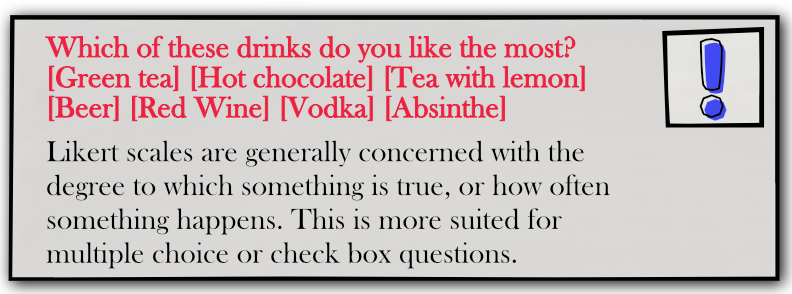 Which of these drinks do you like the most?
[Green tea] [Hot chocolate] [Tea with lemon]
[Beer] [Red Wine] [Vodka] [Absinthe]
Likert scales are generally concerned with the
degree to which something is true, or how often
something happens. This is more suited for
multiple choice or check box questions.
!